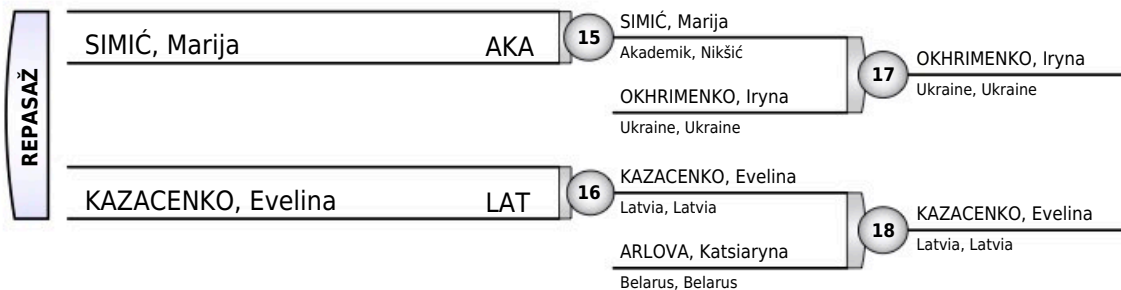 REPASAŽ
SIMIĆ, Marija AKA
15
SIMIĆ, Marija
Akademik, Nikšić
OKHRIMENKO, Iryna
Ukraine, Ukraine
17
OKHRIMENKO, Iryna
Ukraine, Ukraine
KAZACENKO, Evelina LAT
16
KAZACENKO, Evelina
Latvia, Latvia
ARLOVA, Katsiaryna
Belarus, Belarus
18
KAZACENKO, Evelina
Latvia, Latvia